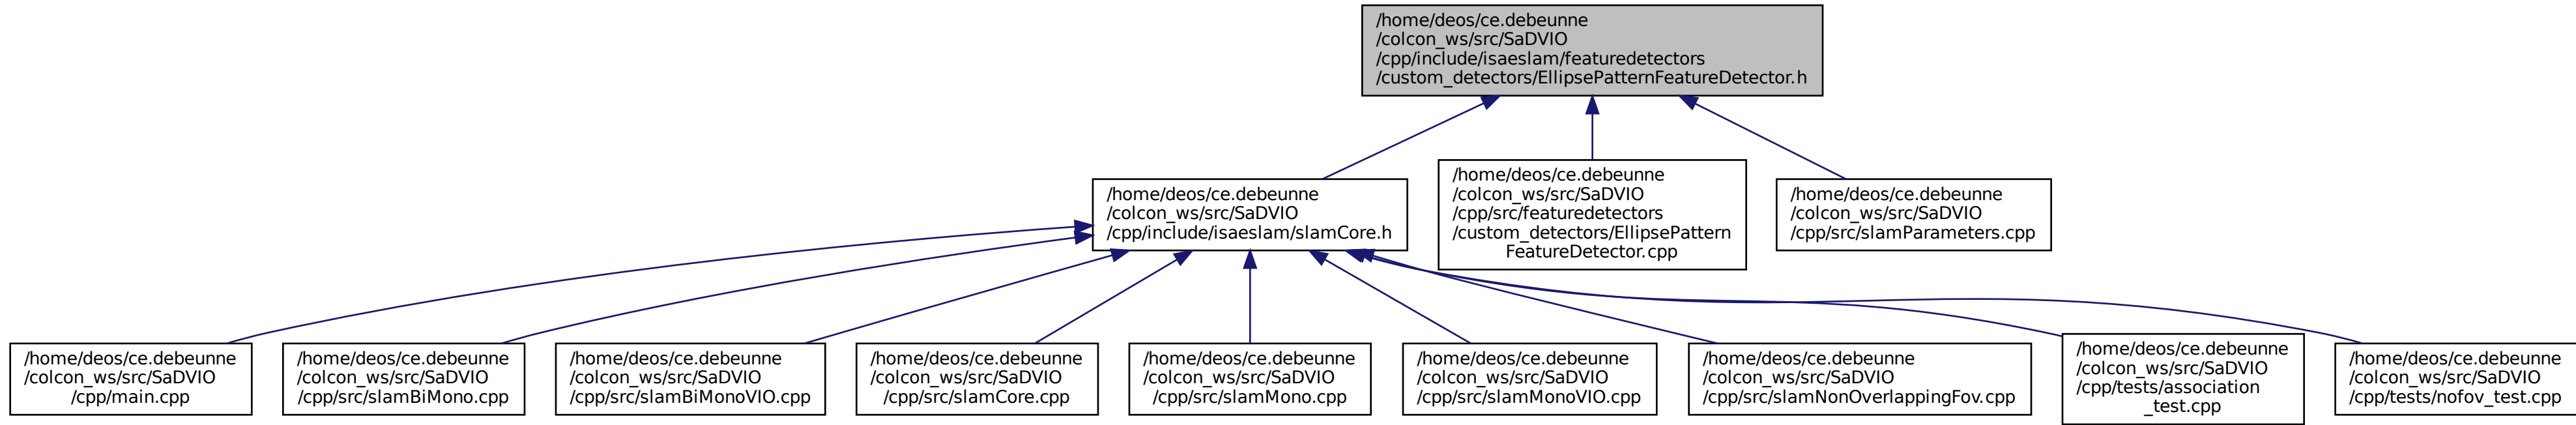 /home/deos/ce.debeunne
/colcon_ws/src/SaDVIO
/cpp/include/isaeslam/featuredetectors
/custom_detectors/EllipsePatternFeatureDetector.h
/home/deos/ce.debeunne
/colcon_ws/src/SaDVIO
/cpp/include/isaeslam/slamCore.h
/home/deos/ce.debeunne
/colcon_ws/src/SaDVIO
/cpp/src/featuredetectors
/custom_detectors/EllipsePattern
FeatureDetector.cpp
/home/deos/ce.debeunne
/colcon_ws/src/SaDVIO
/cpp/src/slamParameters.cpp
/home/deos/ce.debeunne
/colcon_ws/src/SaDVIO
/cpp/main.cpp
/home/deos/ce.debeunne
/colcon_ws/src/SaDVIO
/cpp/src/slamBiMono.cpp
/home/deos/ce.debeunne
/colcon_ws/src/SaDVIO
/cpp/src/slamBiMonoVIO.cpp
/home/deos/ce.debeunne
/colcon_ws/src/SaDVIO
/cpp/src/slamCore.cpp
/home/deos/ce.debeunne
/colcon_ws/src/SaDVIO
/cpp/src/slamMono.cpp
/home/deos/ce.debeunne
/colcon_ws/src/SaDVIO
/cpp/src/slamMonoVIO.cpp
/home/deos/ce.debeunne
/colcon_ws/src/SaDVIO
/cpp/src/slamNonOverlappingFov.cpp
/home/deos/ce.debeunne
/colcon_ws/src/SaDVIO
/cpp/tests/association
_test.cpp
/home/deos/ce.debeunne
/colcon_ws/src/SaDVIO
/cpp/tests/nofov_test.cpp